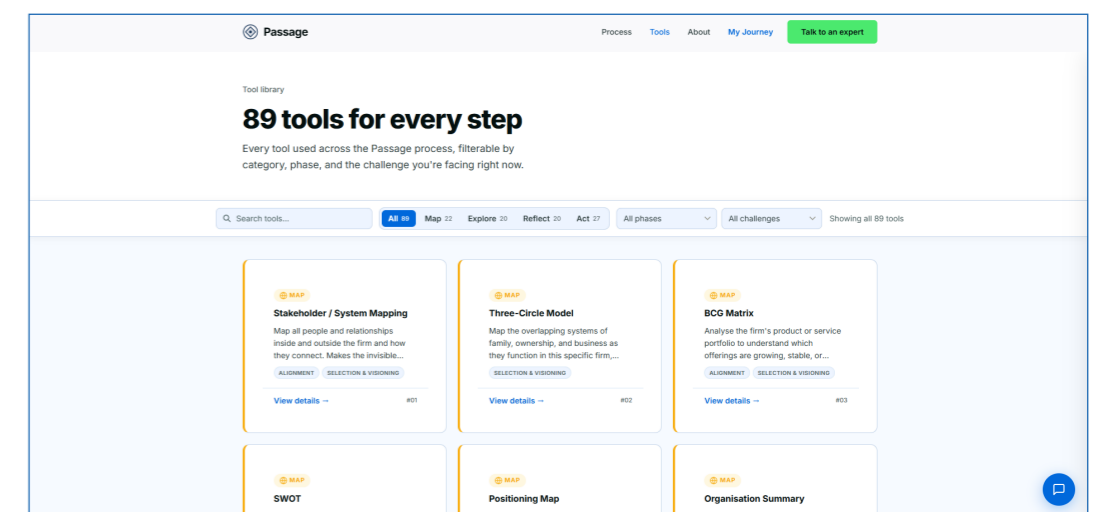 Passage
Process Tools About My Journey Talk to an expert
Tool library
89 tools for every step
Every tool used across the Passage process, filterable by
category, phase, and the challenge you're facing right now.
Search tools... All 89 Map 22 Explore 20 Reflect 20 Act 27 All phases All challenges Showing all 89 tools
MAP
Stakeholder / System Mapping
Map all people and relationships
inside and outside the firm and how
they connect. Makes the invisible...
ALIGNMENT SELECTION & VISIONING
View details → #01
MAP
Three-Circle Model
Map the overlapping systems of
family, ownership, and business as
they function in this specific firm,...
SELECTION & VISIONING
View details → #02
MAP
BCG Matrix
Analyse the firm's product or service
portfolio to understand which
offerings are growing, stable, or...
ALIGNMENT SELECTION & VISIONING
View details → #03
MAP
SWOT
MAP
Positioning Map
MAP
Organisation Summary